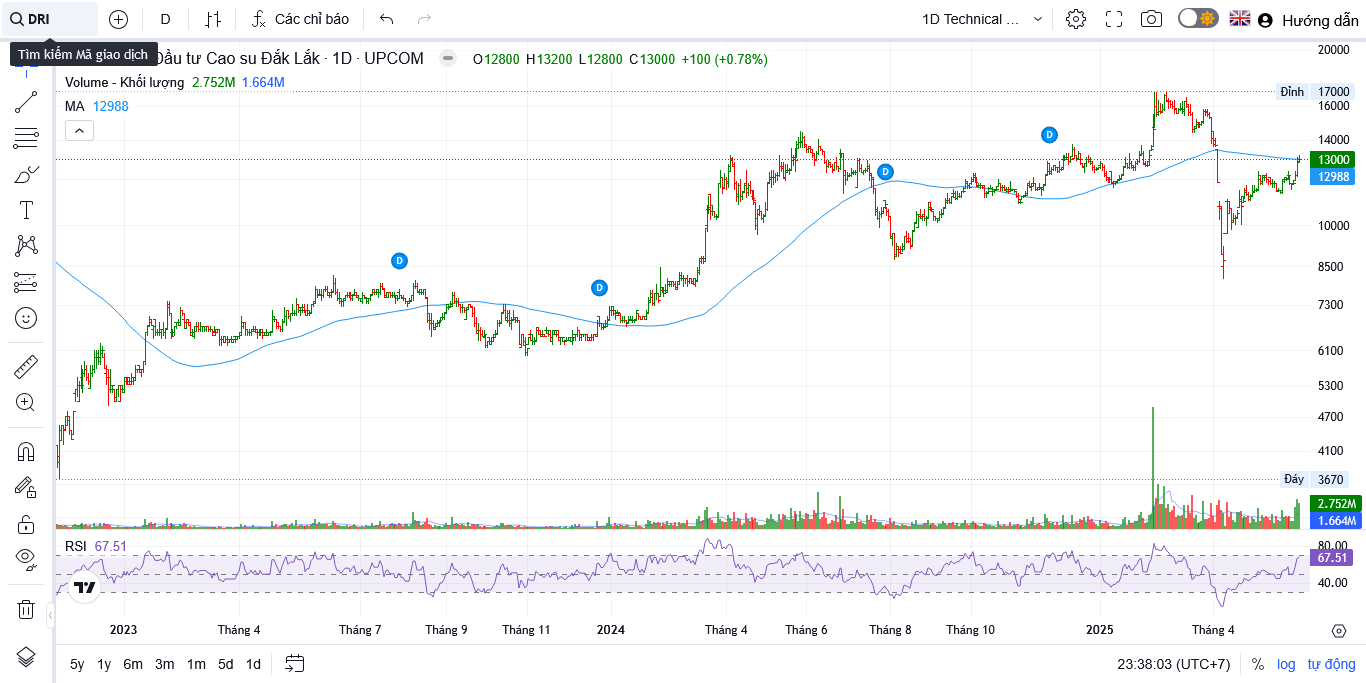 DRI
D
Các chỉ báo
1D Technical ...
Hướng dẫn
Tìm kiếm Mã giao dịch
Đầu tư Cao su Đắk Lắk · 1D · UPCOM
O12800 H13200 L12800 C13000 +100 (+0.78%)
Volume - Khối lượng 2.752M 1.664M
MA 12988
20000
Đỉnh 17000
16000
14000
13000
12988
10000
8500
7300
6100
5300
4700
4100
Đáy 3670
2.752M
1.664M
D
D
D
D
RSI 67.51
80.00
67.51
40.00
2023 Tháng 4 Tháng 7 Tháng 9 Tháng 11 2024 Tháng 4 Tháng 6 Tháng 8 Tháng 10 2025 Tháng 4
5y 1y 6m 3m 1m 5d 1d
23:38:03 (UTC+7) % log tự động